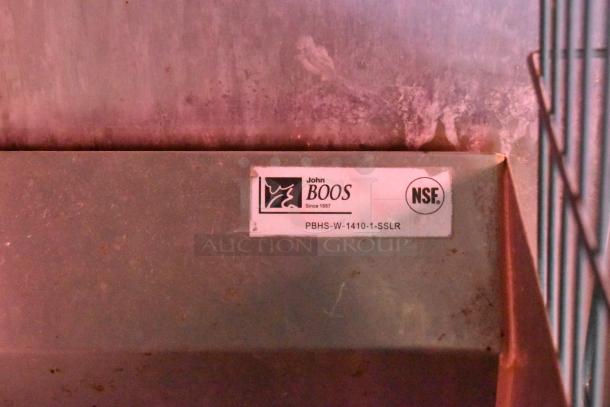 John
BOOS
Since 1887
NSF®
PBHS-W-1410-1-SSLR
AUCTION GROUP